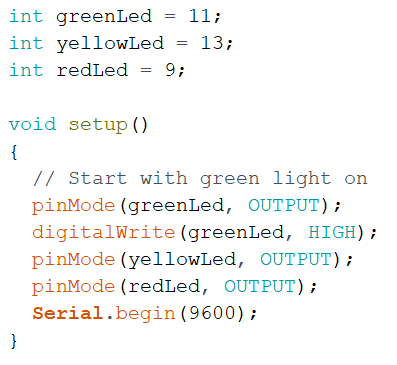 int greenLed = 11;
int yellowLed = 13;
int redLed = 9;

void setup()
{
  // Start with green light on
  pinMode(greenLed, OUTPUT);
  digitalWrite(greenLed, HIGH);
  pinMode(yellowLed, OUTPUT);
  pinMode(redLed, OUTPUT);
  Serial.begin(9600);
}